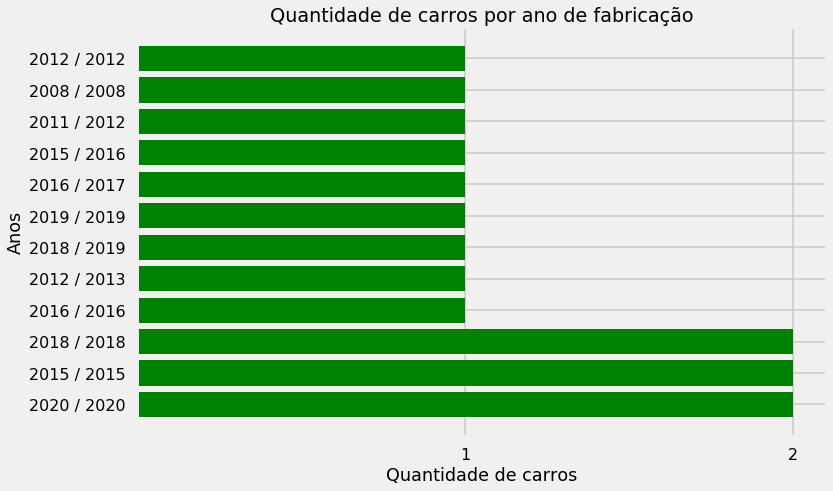 Quantidade de carros por ano de fabricação
2012 / 2012
2008 / 2008
2011 / 2012
2015 / 2016
2016 / 2017
2019 / 2019
2018 / 2019
2012 / 2013
2016 / 2016
2018 / 2018
2015 / 2015
2020 / 2020
Anos
1 2
Quantidade de carros